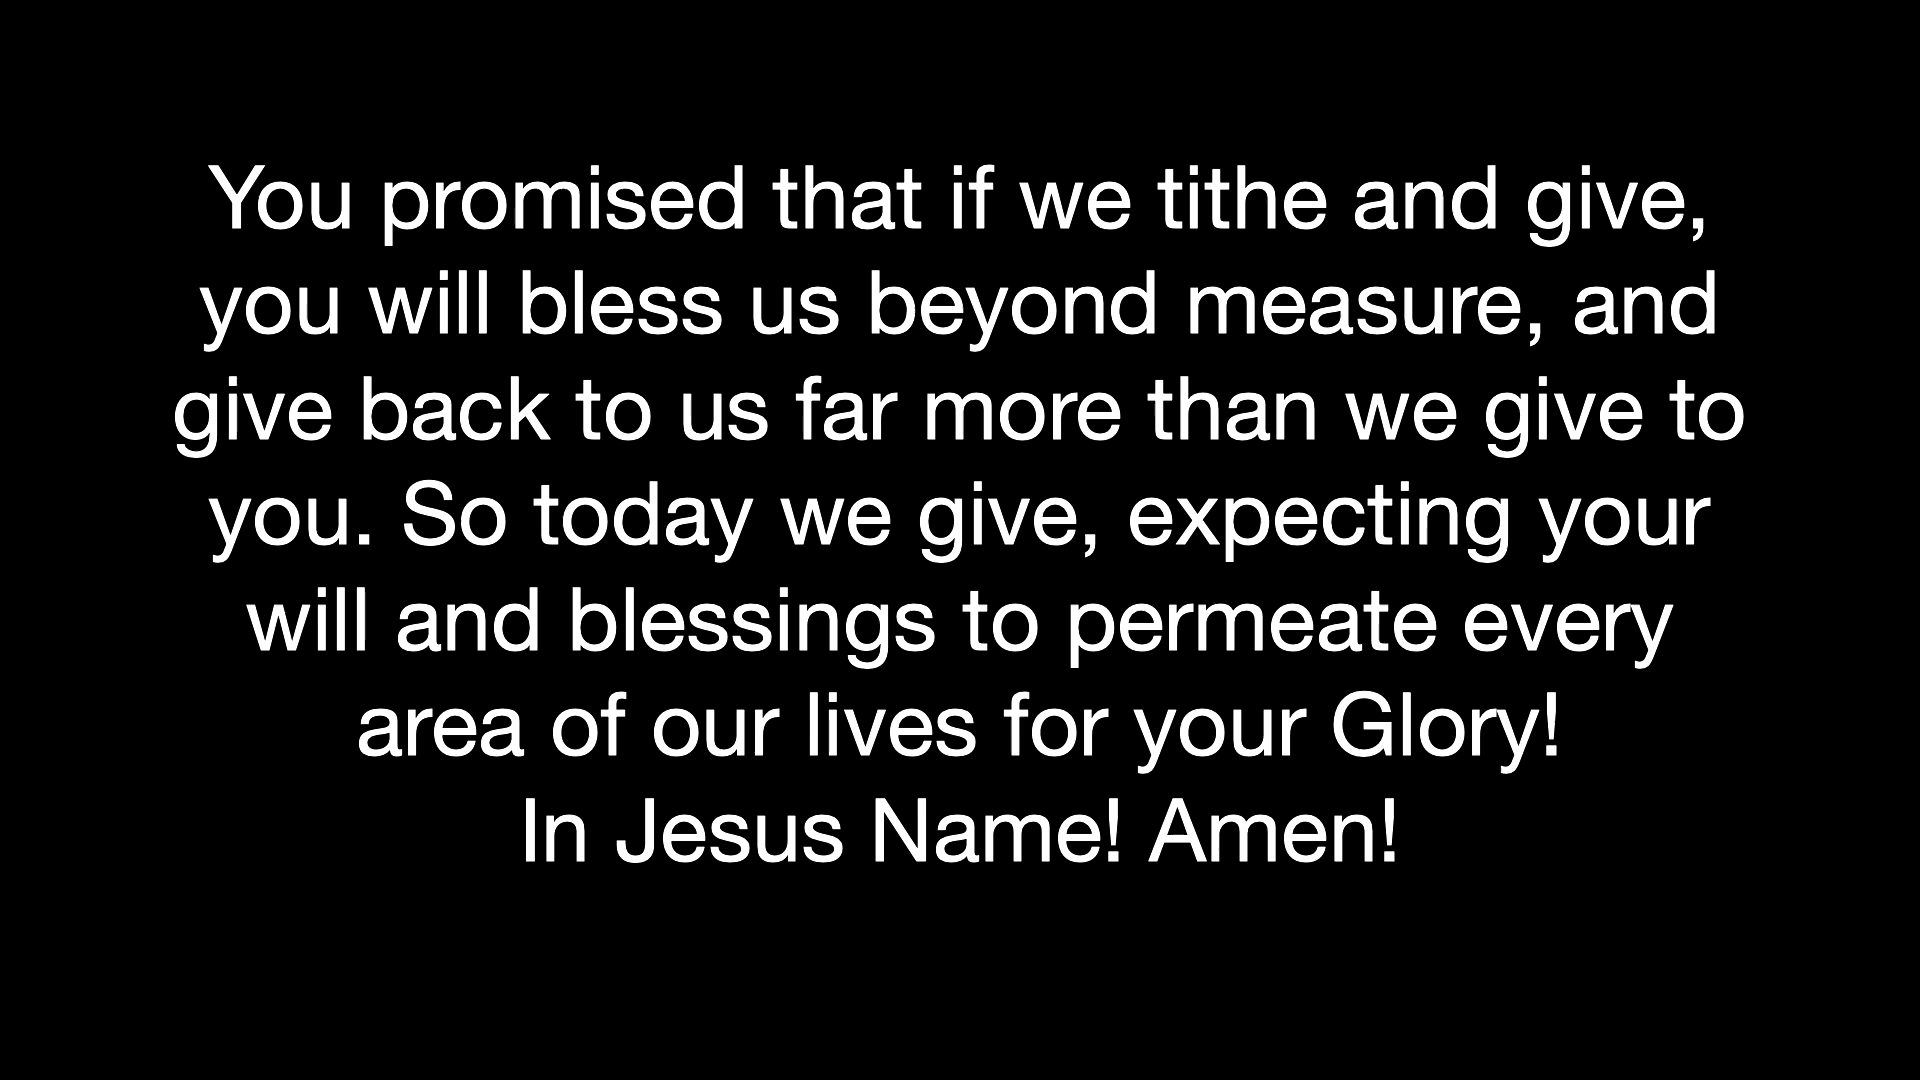 You promised that if we tithe and give,
you will bless us beyond measure, and
give back to us far more than we give to
you. So today we give, expecting your
will and blessings to permeate every
area of our lives for your Glory!
In Jesus Name! Amen!